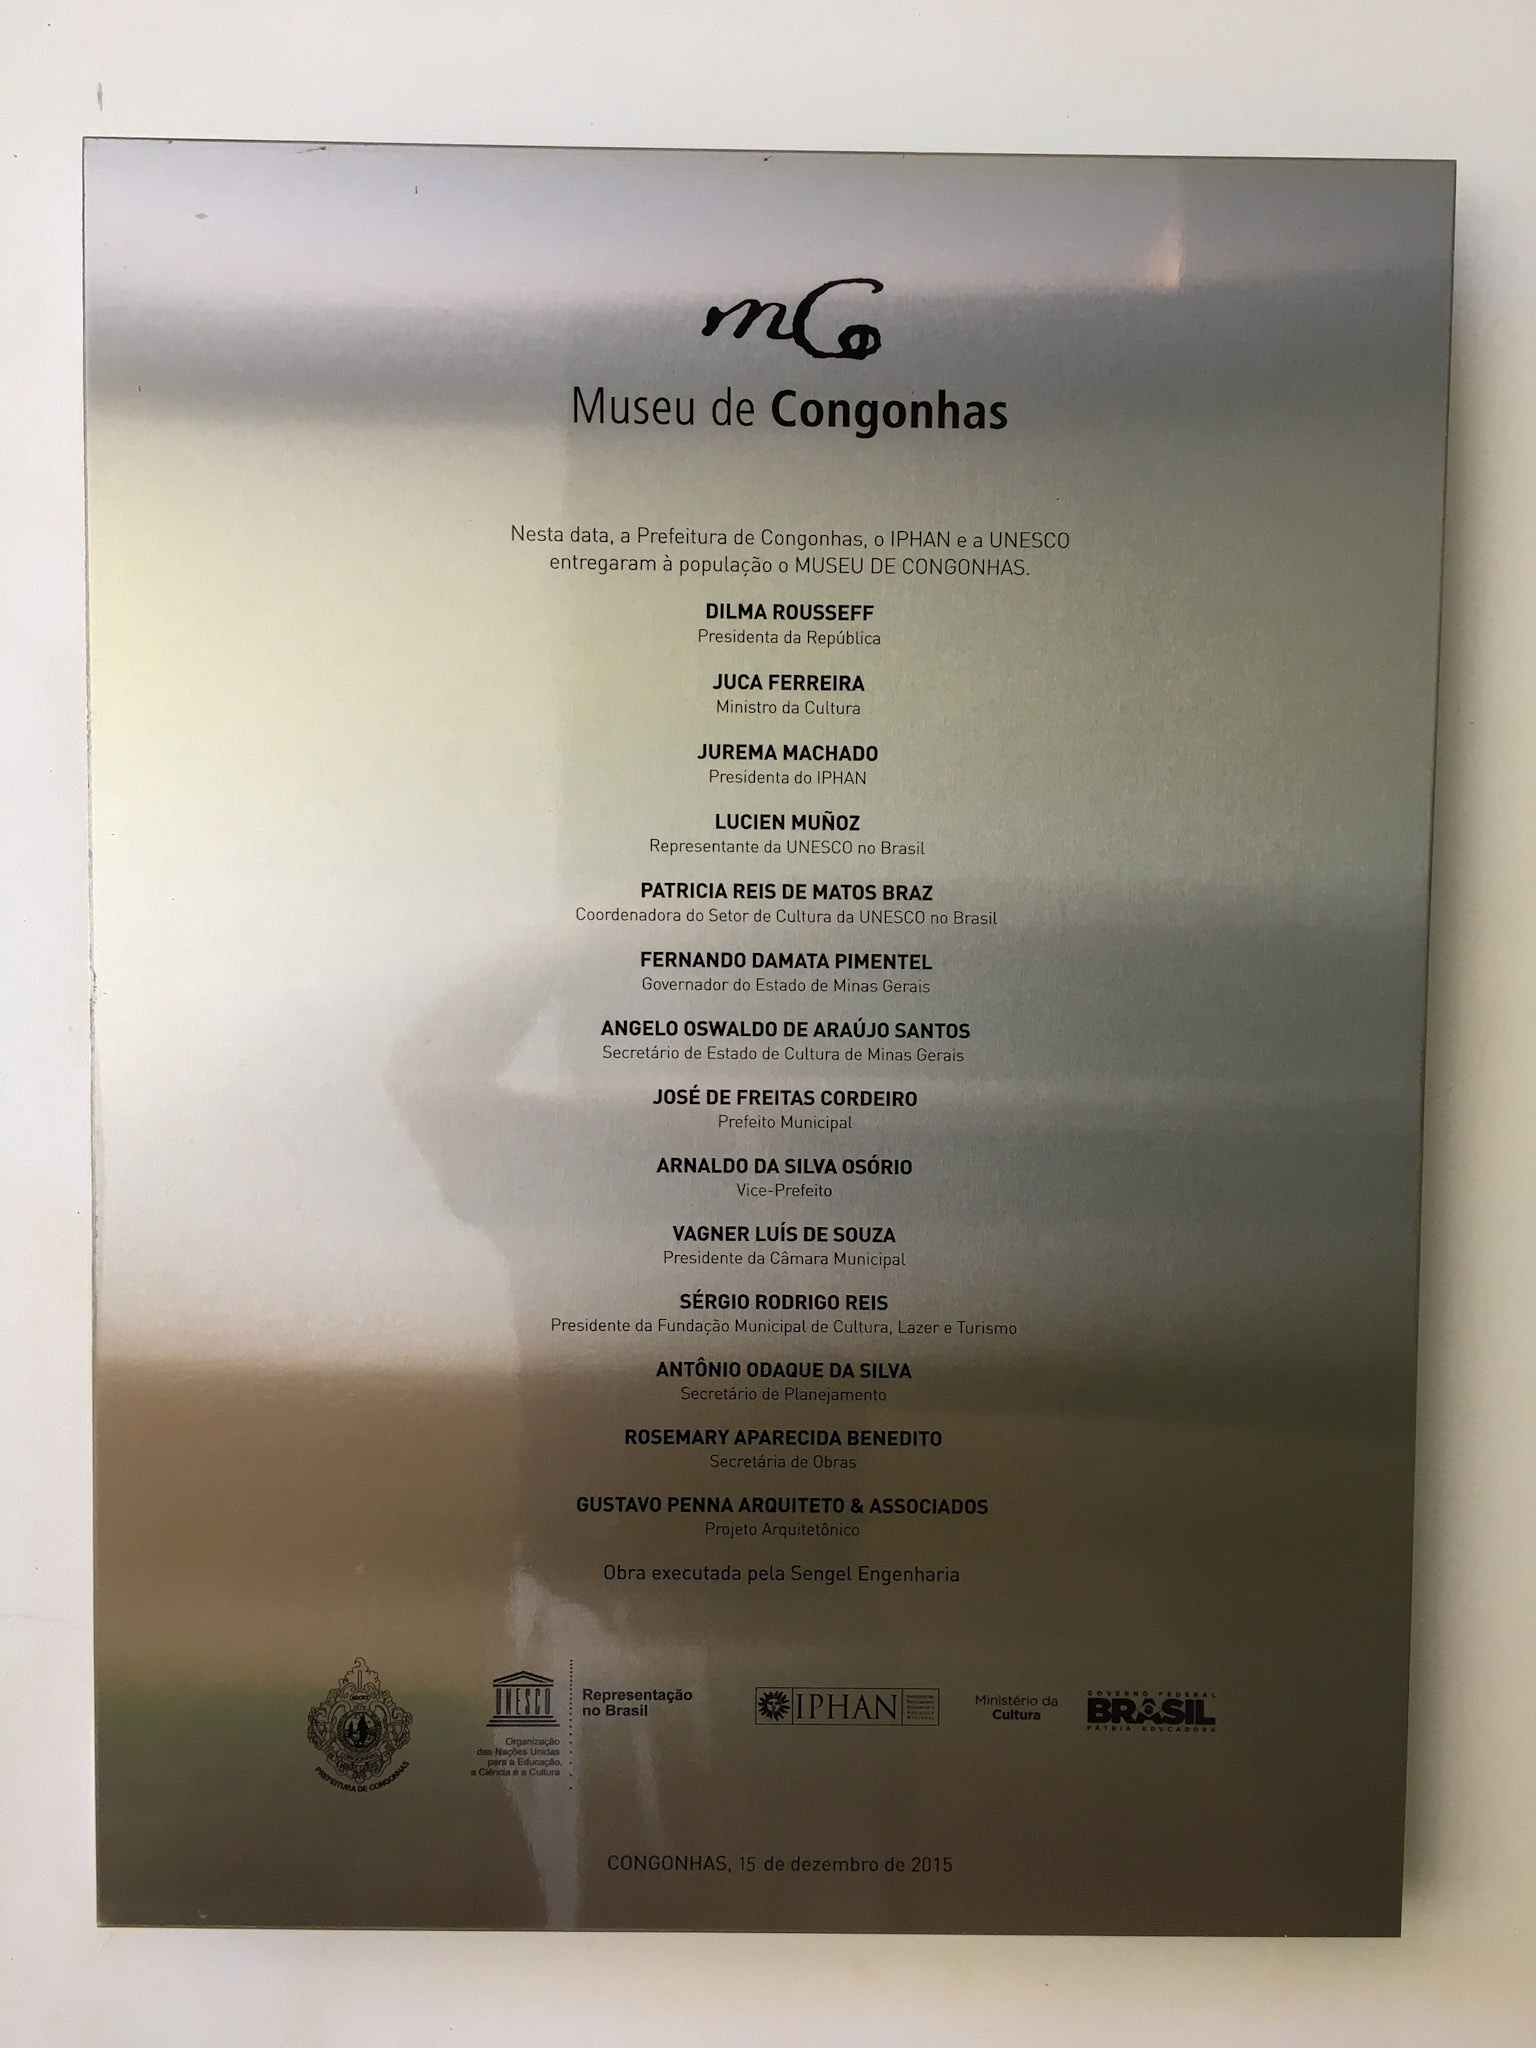 mCo
Museu de Congonhas
Nesta data, a Prefeitura de Congonhas, o IPHAN e a UNESCO
entregaram à população o MUSEU DE CONGONHAS.
DILMA ROUSSEFF
Presidenta da República
JUCA FERREIRA
Ministro da Cultura
JUREMA MACHADO
Presidenta do IPHAN
LUCIEN MUÑOZ
Representante da UNESCO no Brasil
PATRICIA REIS DE MATOS BRAZ
Coordenadora do Setor de Cultura da UNESCO no Brasil
FERNANDO DAMATA PIMENTEL
Governador do Estado de Minas Gerais
ANGELO OSWALDO DE ARAÚJO SANTOS
Secretário de Estado de Cultura de Minas Gerais
JOSÉ DE FREITAS CORDEIRO
Prefeito Municipal
ARNALDO DA SILVA OSÓRIO
Vice-Prefeito
VAGNER LUÍS DE SOUZA
Presidente da Câmara Municipal
SÉRGIO RODRIGO REIS
Presidente da Fundação Municipal de Cultura, Lazer e Turismo
ANTÔNIO ODAQUE DA SILVA
Secretário de Planejamento
ROSEMARY APARECIDA BENEDITO
Secretária de Obras
GUSTAVO PENNA ARQUITETO & ASSOCIADOS
Projeto Arquitetônico
Obra executada pela Sengel Engenharia
PREFEITURA DE CONGONHAS
UNESCO
Organização
das Nações Unidas
para a Educação,
a Ciência e a Cultura
Representação
no Brasil
IPHAN
Ministério da
Cultura
GOVERNO FEDERAL
BRASIL
PÁTRIA EDUCADORA
CONGONHAS, 15 de dezembro de 2015